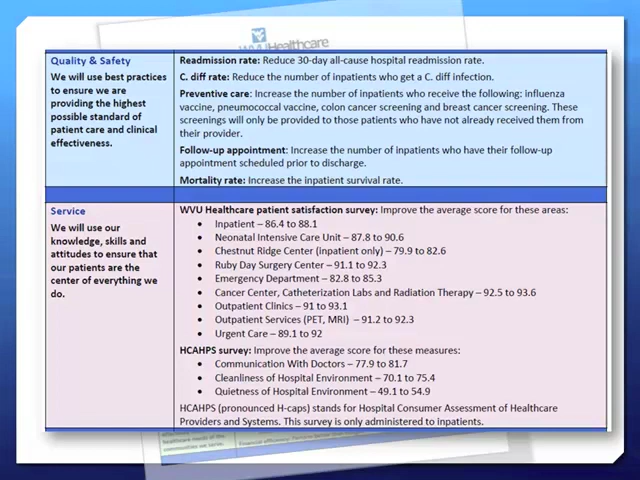 WVUHealthcare
Quality & Safety
We will use best practices
to ensure we are
providing the highest
possible standard of
patient care and clinical
effectiveness.
Readmission rate: Reduce 30-day all-cause hospital readmission rate.
C. diff rate: Reduce the number of inpatients who get a C. diff infection.
Preventive care: Increase the number of inpatients who receive the following: influenza
vaccine, pneumococcal vaccine, colon cancer screening and breast cancer screening. These
screenings will only be provided to those patients who have not already received them from
their provider.
Follow-up appointment: Increase the number of inpatients who have their follow-up
appointment scheduled prior to discharge.
Mortality rate: Increase the inpatient survival rate.
Service
We will use our
knowledge, skills and
attitudes to ensure that
our patients are the
center of everything we
do.
WVU Healthcare patient satisfaction survey: Improve the average score for these areas:
• Inpatient – 86.4 to 88.1
• Neonatal Intensive Care Unit – 87.8 to 90.6
• Chestnut Ridge Center (inpatient only) – 79.9 to 82.6
• Ruby Day Surgery Center – 91.1 to 92.3
• Emergency Department – 82.8 to 85.3
• Cancer Center, Catheterization Labs and Radiation Therapy – 92.5 to 93.6
• Outpatient Clinics – 91 to 93.1
• Outpatient Services (PET, MRI) – 91.2 to 92.3
• Urgent Care – 89.1 to 92
HCAHPS survey: Improve the average score for these measures:
• Communication With Doctors – 77.9 to 81.7
• Cleanliness of Hospital Environment – 70.1 to 75.4
• Quietness of Hospital Environment – 49.1 to 54.9
HCAHPS (pronounced H-caps) stands for Hospital Consumer Assessment of Healthcare
Providers and Systems. This survey is only administered to inpatients.
healthcare needs of the
communities we serve.
Financial efficiency: